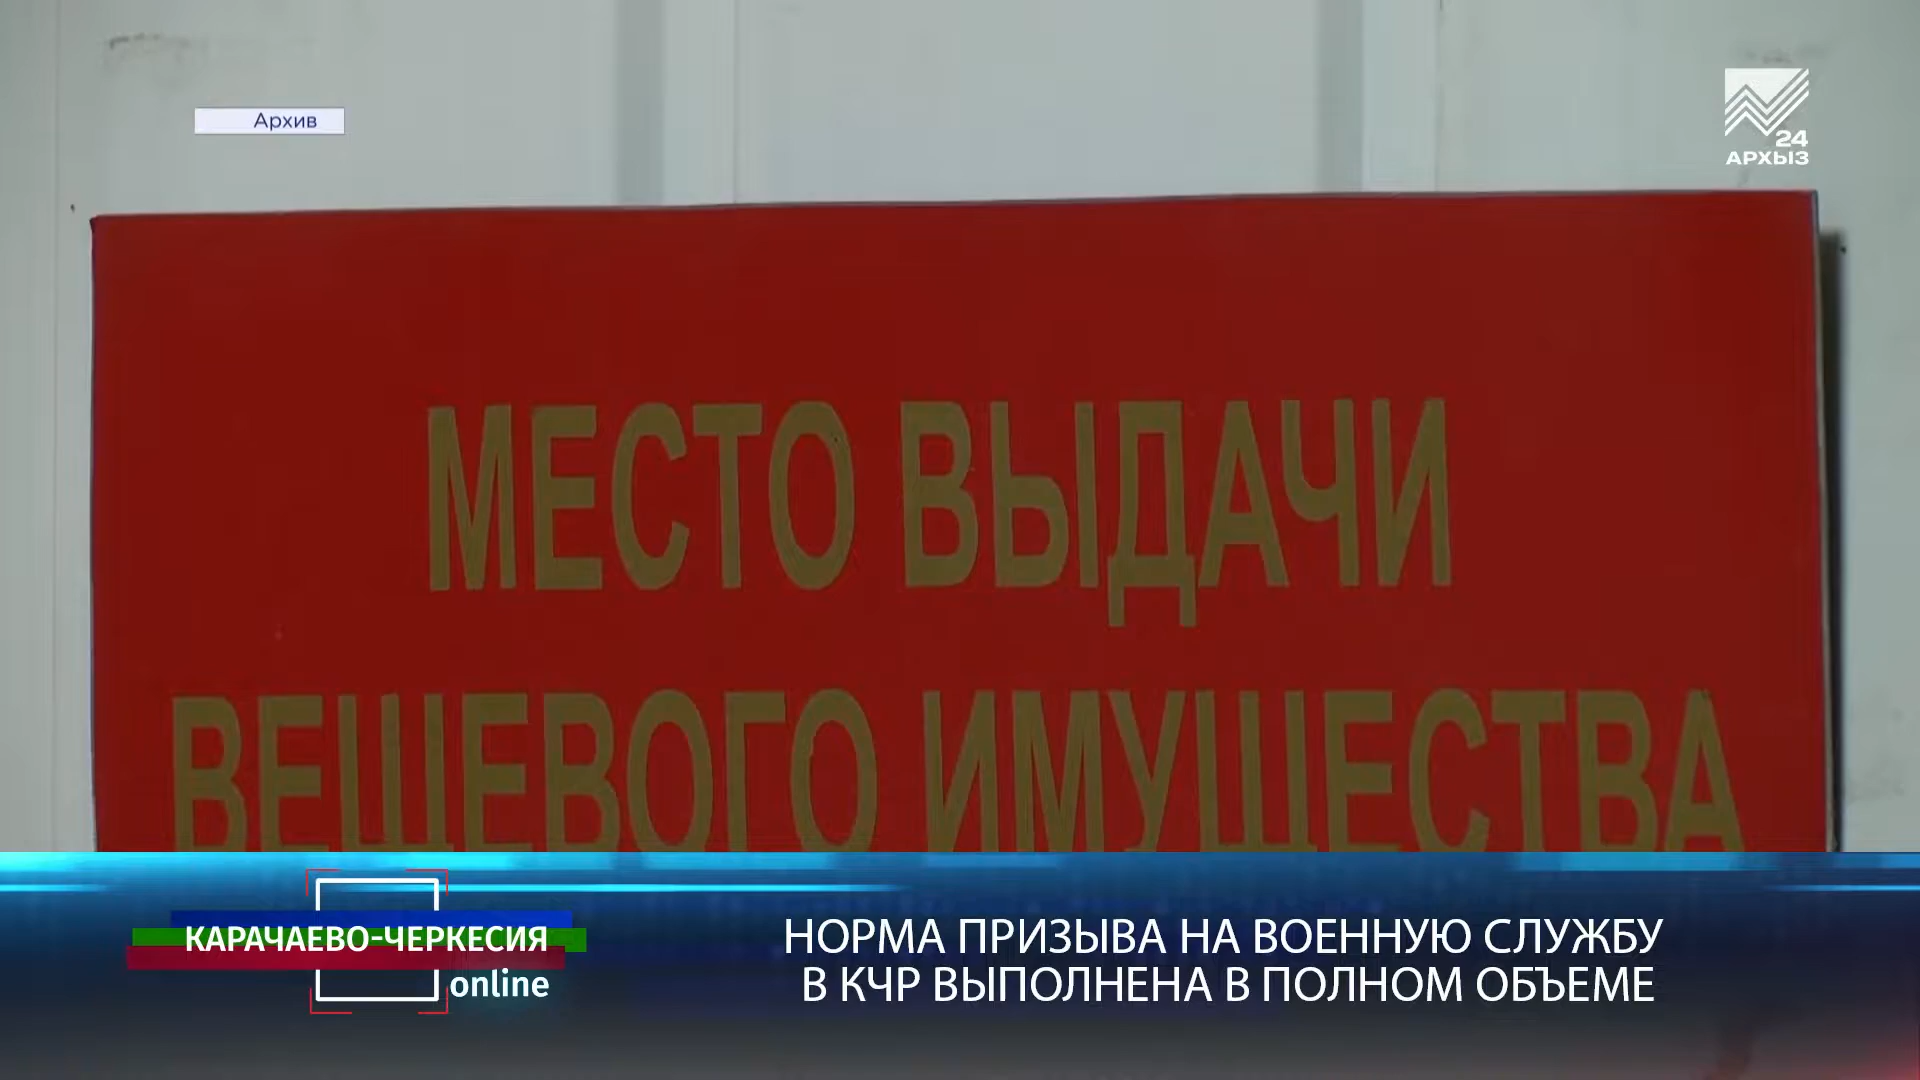 Архив
24
АРХЫЗ
МЕСТО ВЫДАЧИ
ВЕЩЕВОГО ИМУЩЕСТВА
КАРАЧАЕВО-ЧЕРКЕСИЯ
online
НОРМА ПРИЗЫВА НА ВОЕННУЮ СЛУЖБУ
В КЧР ВЫПОЛНЕНА В ПОЛНОМ ОБЪЕМЕ